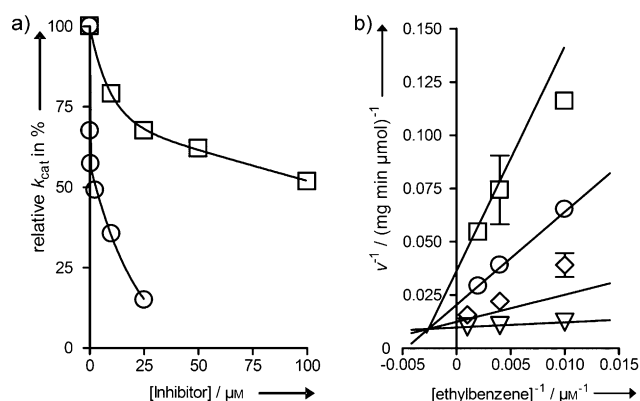 a)
100
75
50
25
0
relative kcat in %
0 25 50 75 100
[Inhibitor] / μM
b)
0.150
0.125
0.100
0.075
0.050
0.025
0
v-1 / (mg min μmol)-1
-0.005 0 0.005 0.010 0.015
[ethylbenzene]-1 / μM-1